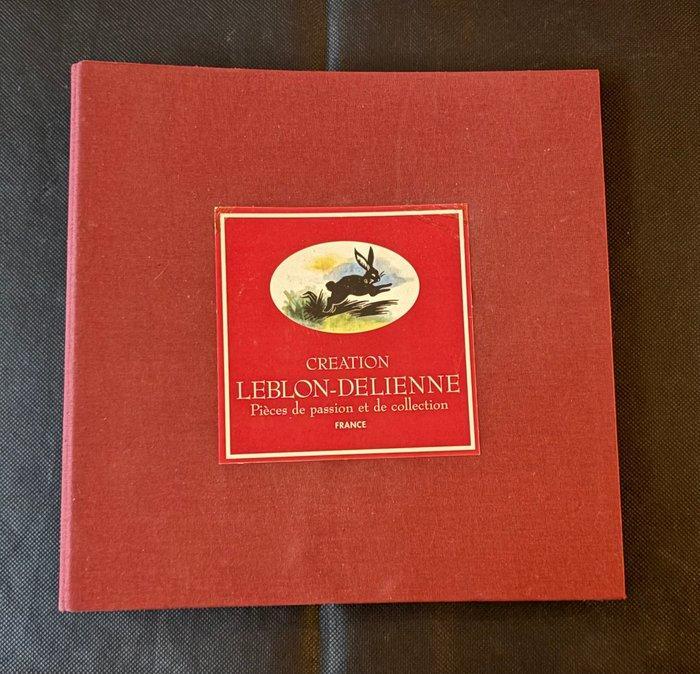 CREATION
LEBLON-DELIENNE
Pièces de passion et de collection
FRANCE